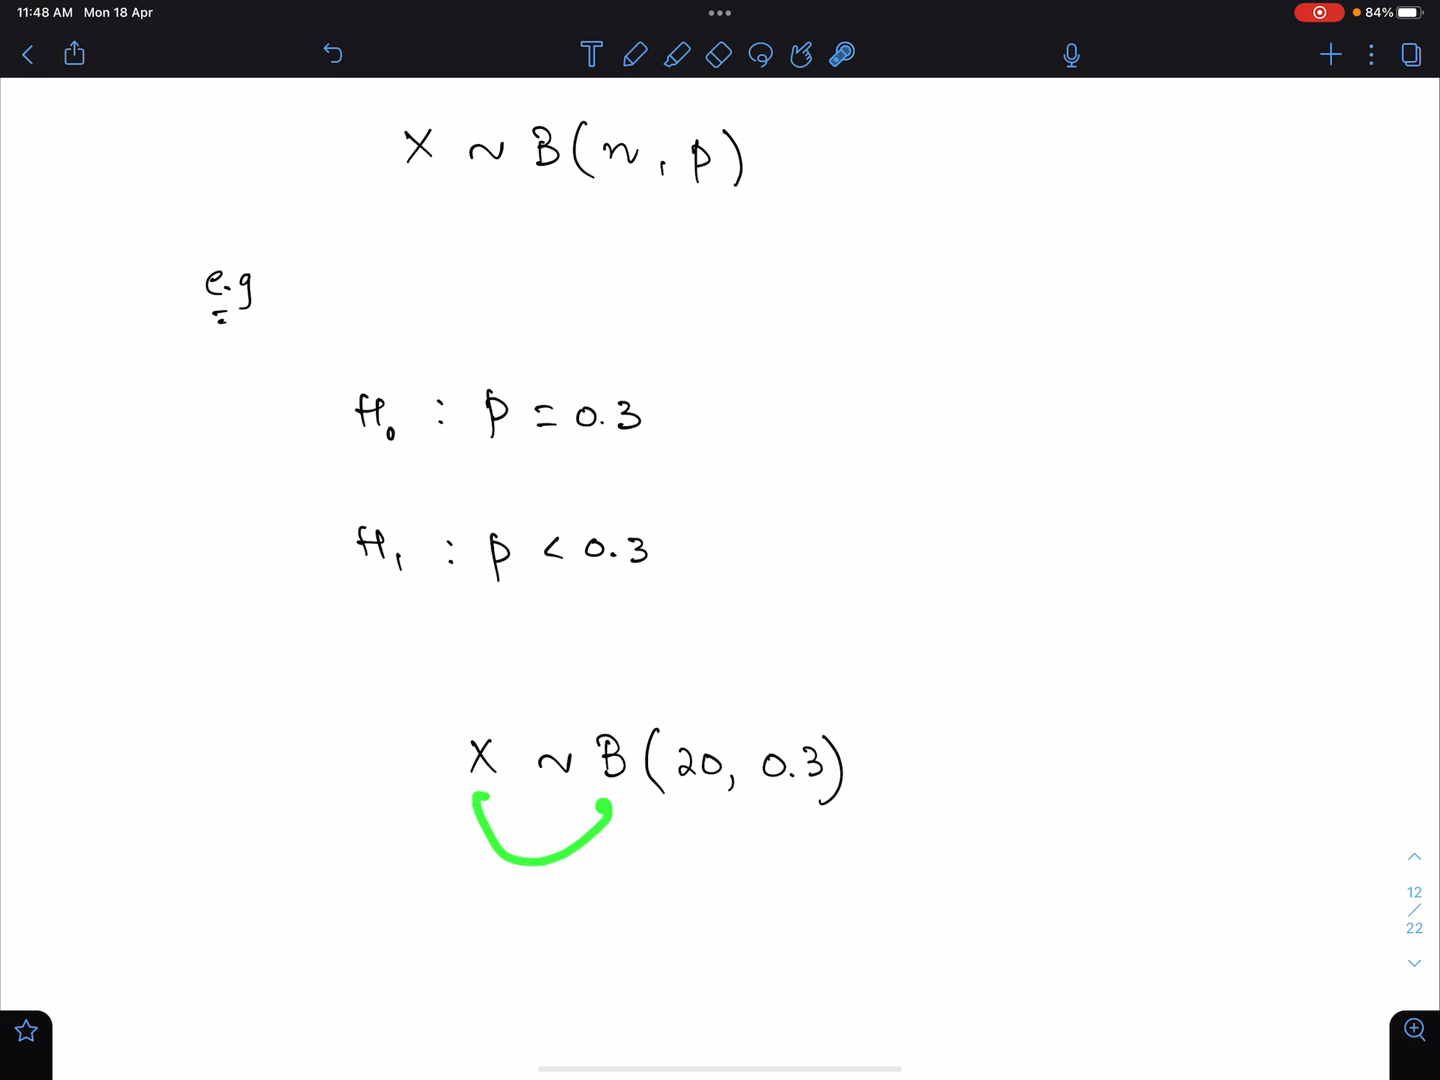 11:48 AM Mon 18 Apr
84%
X ~ B(n, p)
e.g
H₀ : p = 0.3
H₁ : p < 0.3
X ~ B(20, 0.3)
12
/
22